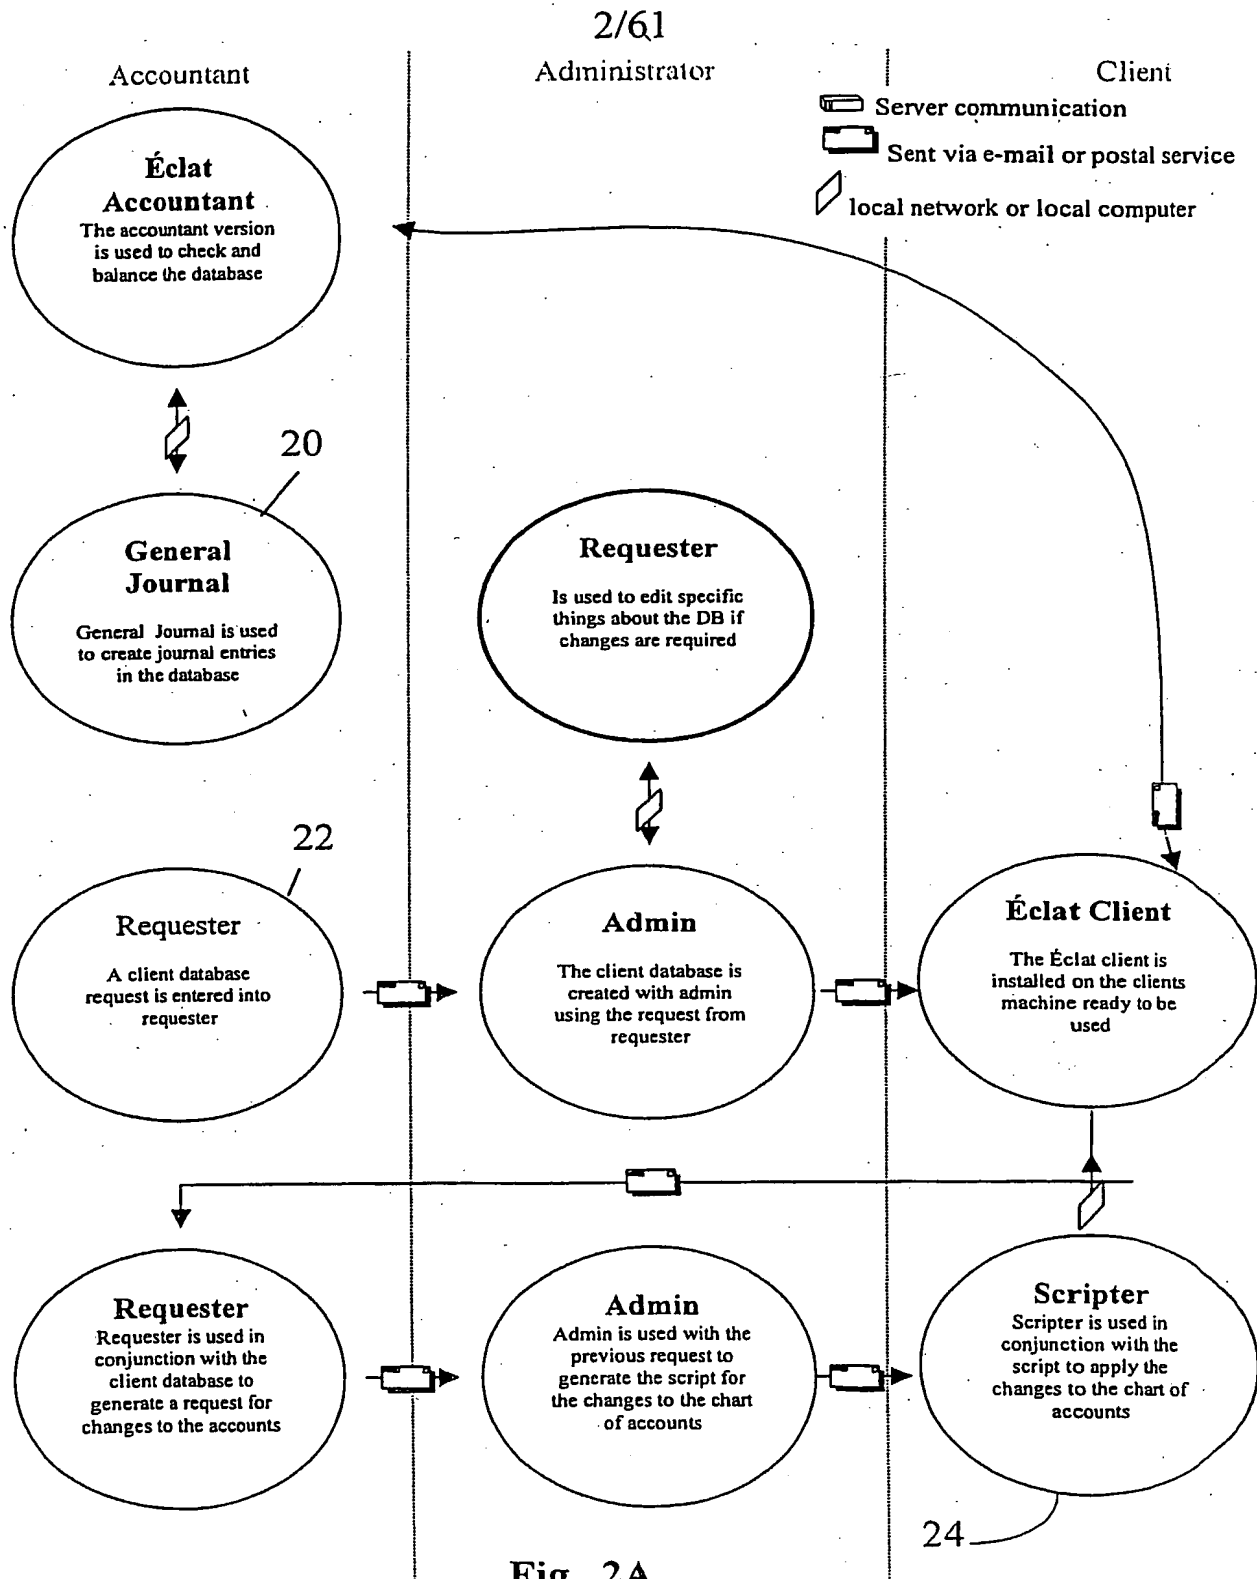 2/61
Accountant
Administrator
Client
Server communication
Sent via e-mail or postal service
local network or local computer
Éclat
Accountant
The accountant version
is used to check and
balance the database
20
General
Journal
General Journal is used
to create journal entries
in the database
Requester
Is used to edit specific
things about the DB if
changes are required
22
Requester
A client database
request is entered into
requester
Admin
The client database is
created with admin
using the request from
requester
Éclat Client
The Éclat client is
installed on the clients
machine ready to be
used
Requester
Requester is used in
conjunction with the
client database to
generate a request for
changes to the accounts
Admin
Admin is used with the
previous request to
generate the script for
the changes to the chart
of accounts
Scripter
Scripter is used in
conjunction with the
script to apply the
changes to the chart of
accounts
24
Fig. 2A